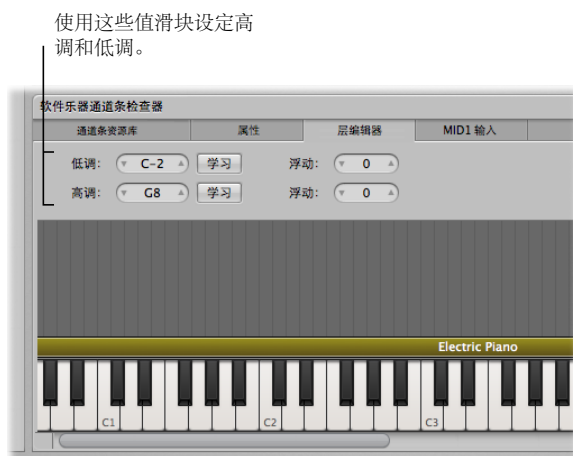 使用这些值滑块设定高
调和低调。
软件乐器通道条检查器
通道条资源库 属性 层编辑器 MIDI 输入
低调: C-2 学习 浮动: 0
高调: G8 学习 浮动: 0
Electric Piano
C1 C2 C3